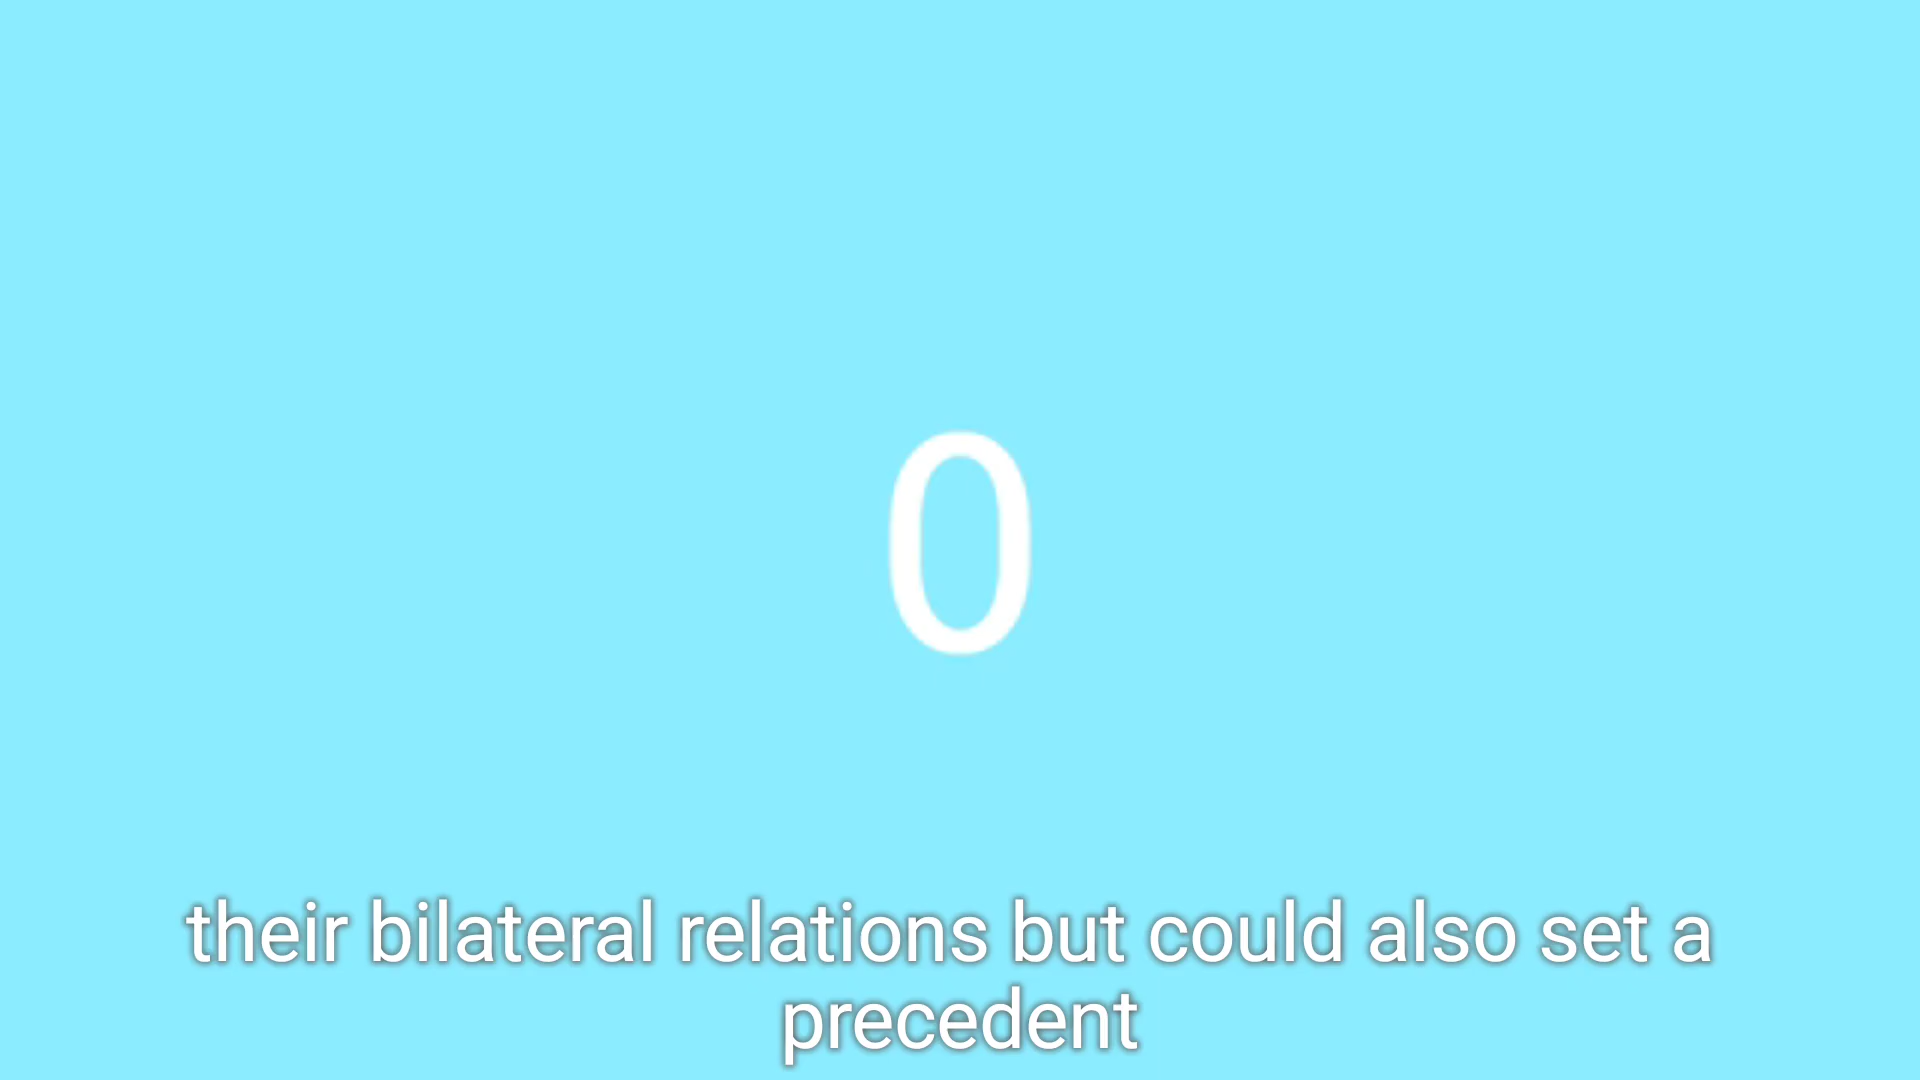 0
their bilateral relations but could also set a
precedent